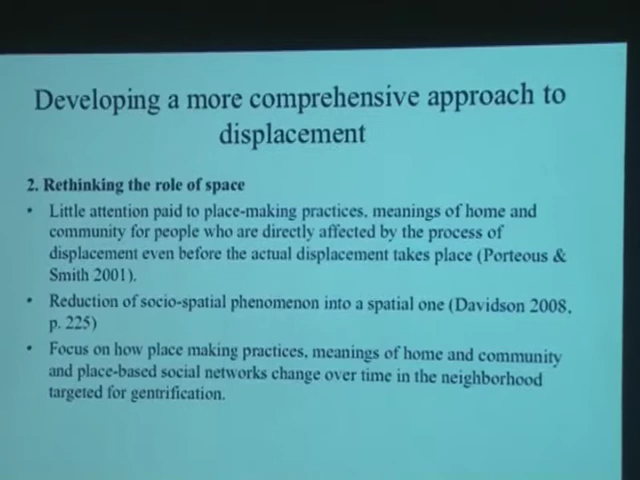 Developing a more comprehensive approach to
displacement
2. Rethinking the role of space
• Little attention paid to place-making practices, meanings of home and
community for people who are directly affected by the process of
displacement even before the actual displacement takes place (Porteous &
Smith 2001).
• Reduction of socio-spatial phenomenon into a spatial one (Davidson 2008,
p. 225)
• Focus on how place making practices, meanings of home and community
and place-based social networks change over time in the neighborhood
targeted for gentrification.